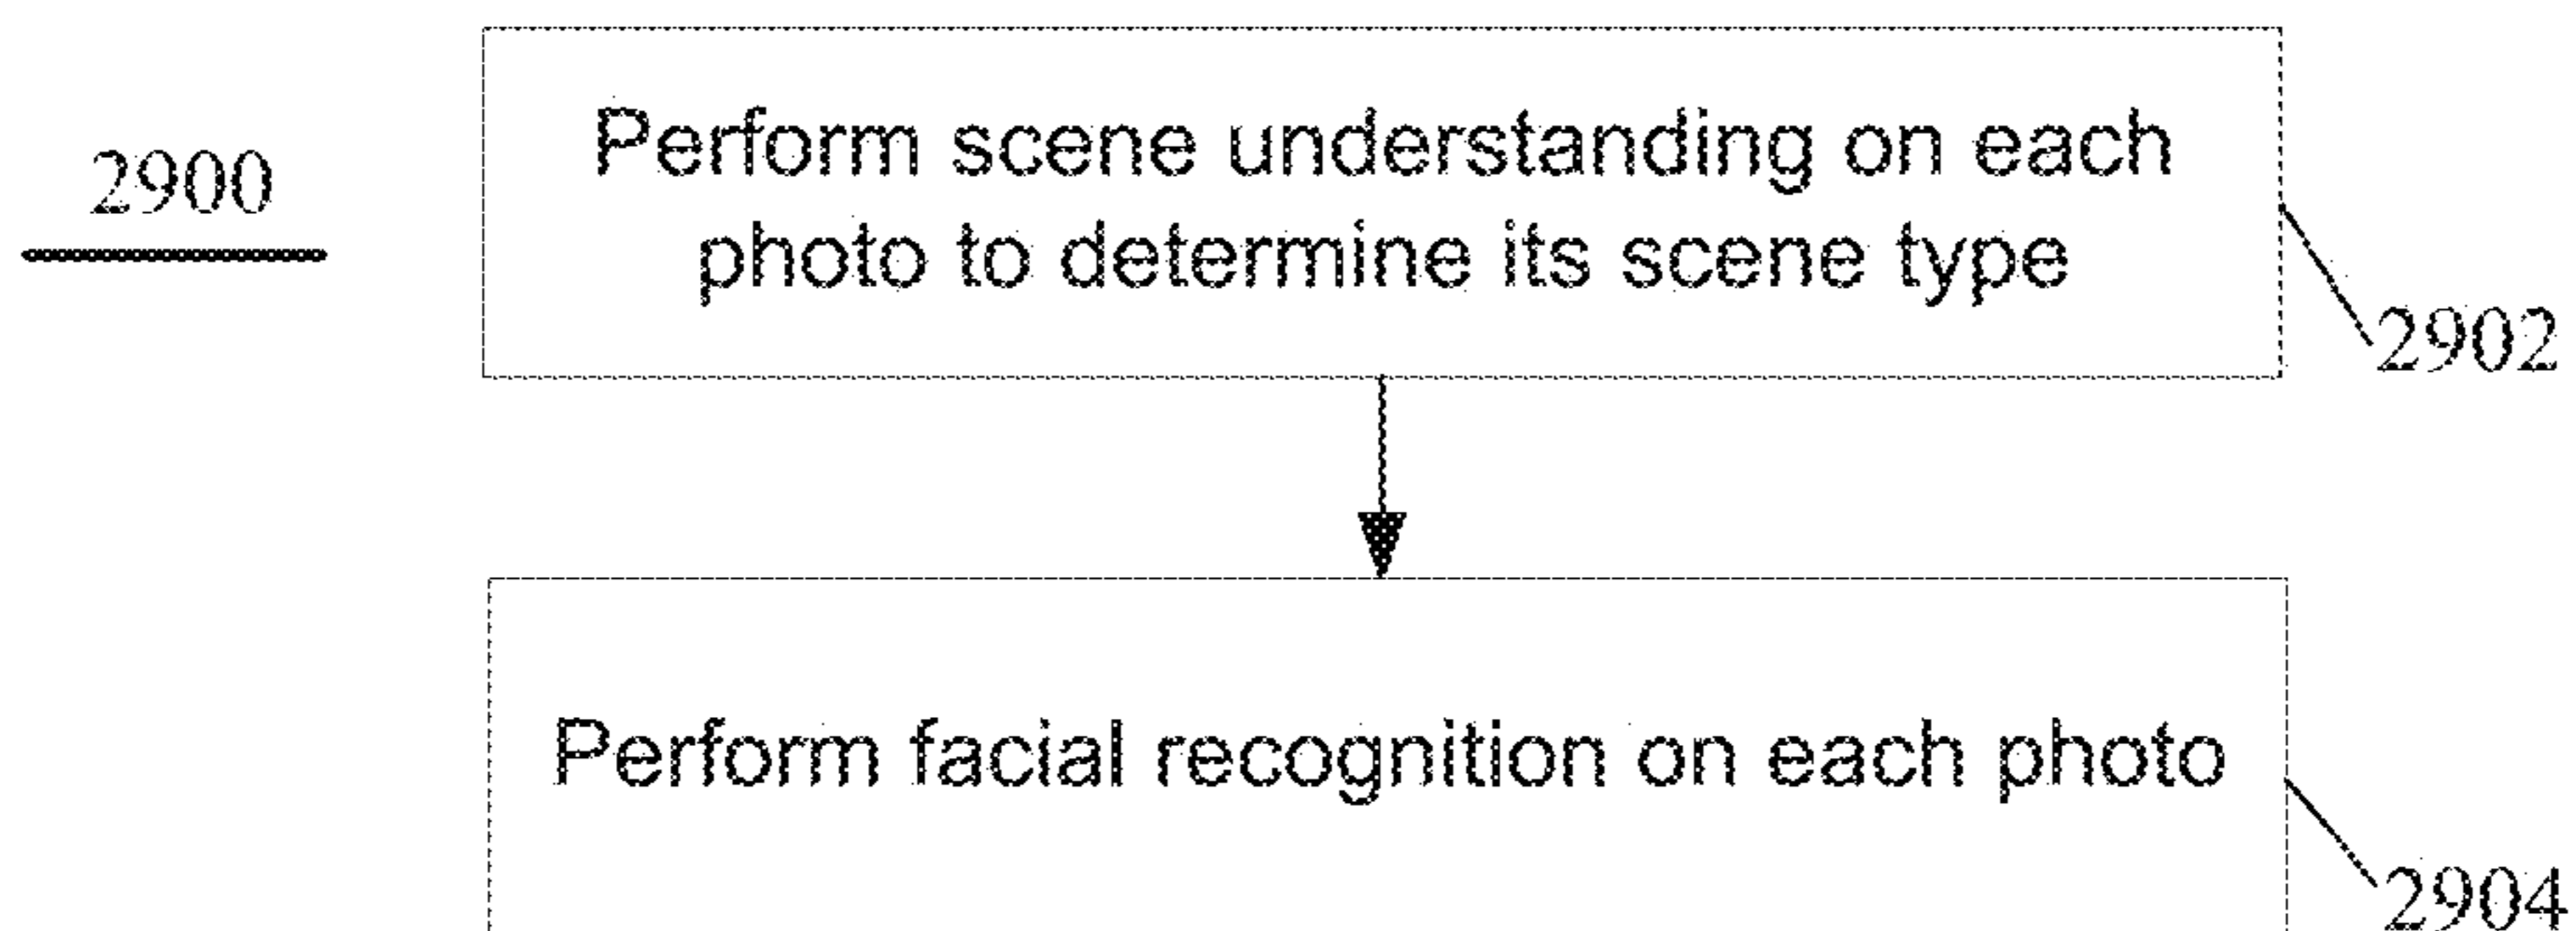 2900
Perform scene understanding on each
photo to determine its scene type
2902
Perform facial recognition on each photo
2904